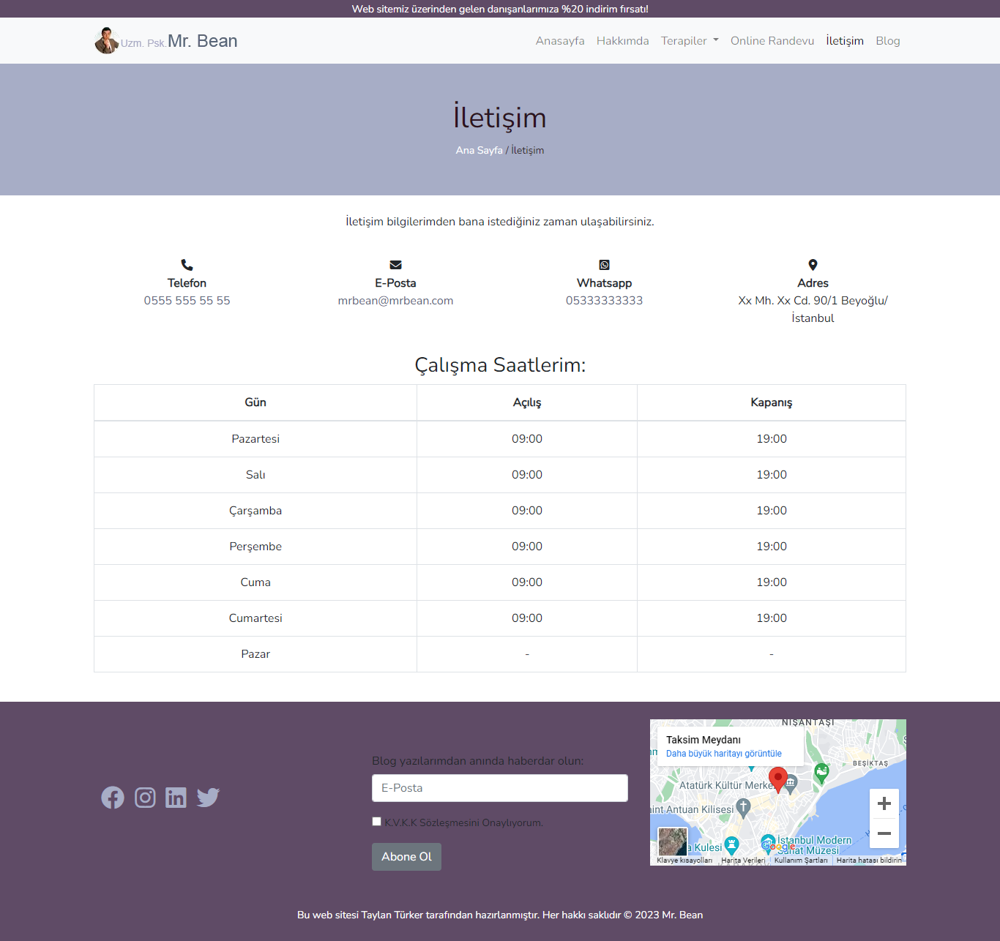 Web sitemiz üzerinden gelen danışanlarımıza %20 indirim fırsatı!
Uzm. Psk.Mr. Bean
Anasayfa Hakkımda Terapiler Online Randevu İletişim Blog
İletişim
Ana Sayfa / İletişim
İletişim bilgilerimden bana istediğiniz zaman ulaşabilirsiniz.
Telefon
0555 555 55 55
E-Posta
mrbean@mrbean.com
Whatsapp
05333333333
Adres
Xx Mh. Xx Cd. 90/1 Beyoğlu/
İstanbul
Çalışma Saatlerim:
Gün Açılış Kapanış
Pazartesi 09:00 19:00
Salı 09:00 19:00
Çarşamba 09:00 19:00
Perşembe 09:00 19:00
Cuma 09:00 19:00
Cumartesi 09:00 19:00
Pazar - -
Blog yazılarımdan anında haberdar olun:
E-Posta
K.V.K.K Sözleşmesini Onaylıyorum.
Abone Ol
NİŞANTAŞI
Taksim Meydanı
Daha büyük haritayı görüntüle
BEŞİKTAŞ
Atatürk Kültür Merkez
aint Antuan Kilisesi
a Kulesi
İstanbul Modern
Sanat Müzesi
Google
Klavye kısayolları Harita Verileri Kullanım Şartları Harita hatası bildirin
Bu web sitesi Taylan Türker tarafından hazırlanmıştır. Her hakkı saklıdır © 2023 Mr. Bean